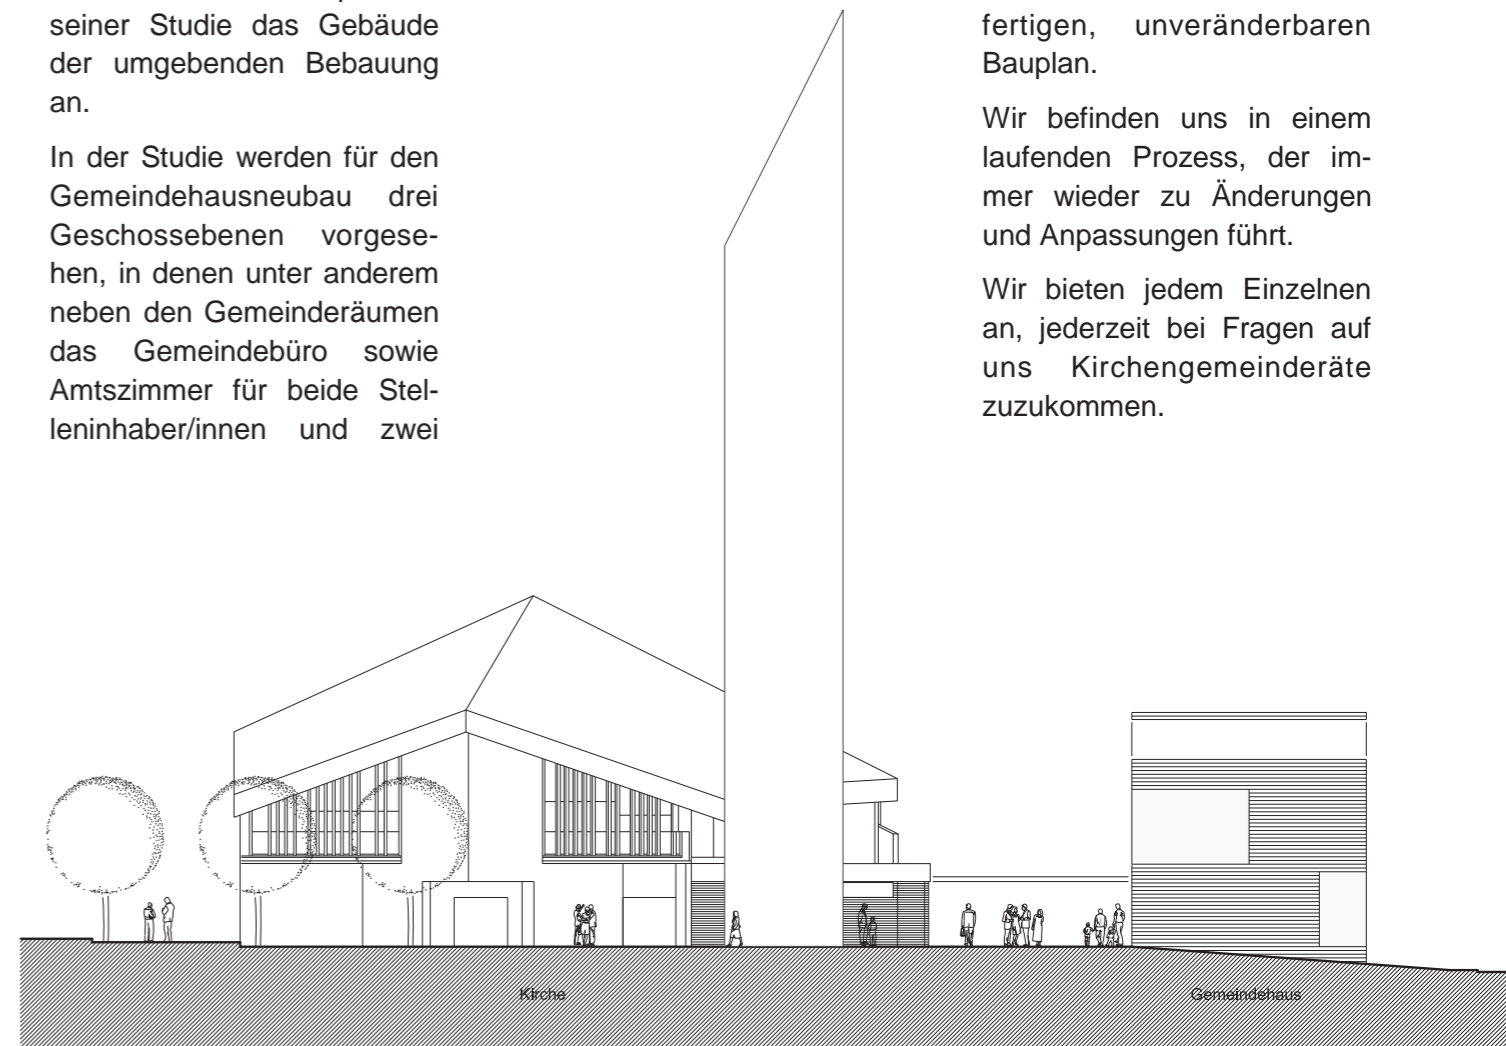 seiner Studie das Gebäude
der umgebenden Bebauung
an.
In der Studie werden für den
Gemeindehausneubau drei
Geschossebenen vorgese-
hen, in denen unter anderem
neben den Gemeinderäumen
das Gemeindebüro sowie
Amtszimmer für beide Stel-
leninhaber/innen und zwei
fertigen, unveränderbaren
Bauplan.
Wir befinden uns in einem
laufenden Prozess, der im-
mer wieder zu Änderungen
und Anpassungen führt.
Wir bieten jedem Einzelnen
an, jederzeit bei Fragen auf
uns Kirchengemeinderäte
zuzukommen.
Kirche
Gemeindehaus